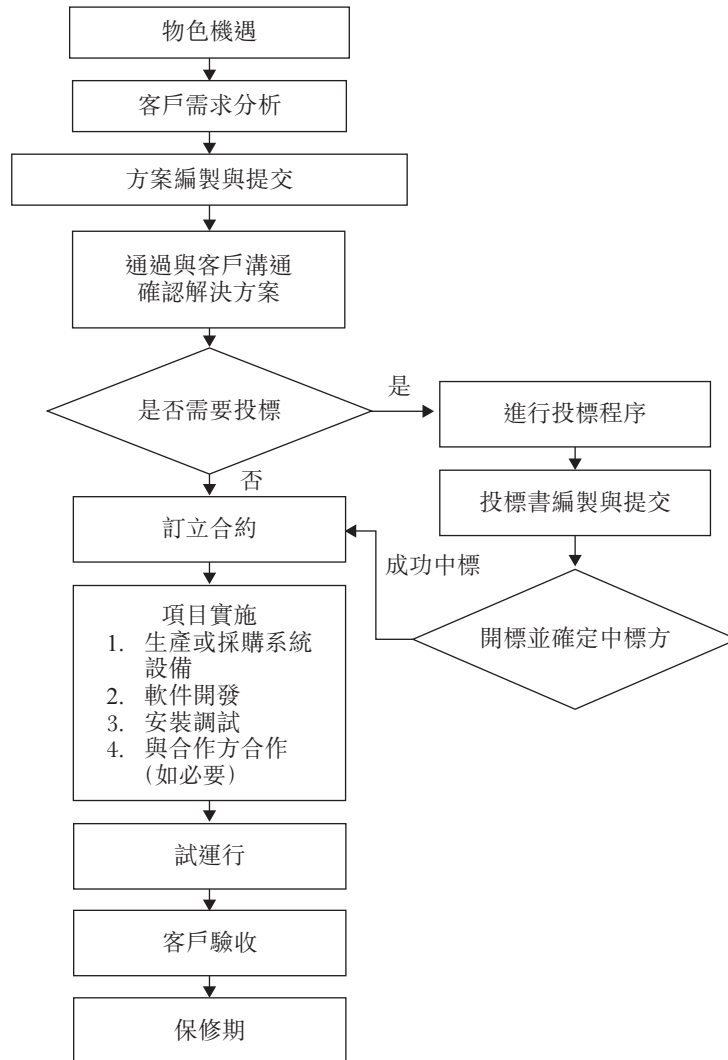 物色機遇
客戶需求分析
方案編製與提交
通過與客戶溝通
確認解決方案
是否需要投標
是
進行投標程序
投標書編製與提交
否
訂立合約
成功中標
開標並確定中標方
項目實施
1. 生產或採購系統
設備
2. 軟件開發
3. 安裝調試
4. 與合作方合作
(如必要)
試運行
客戶驗收
保修期